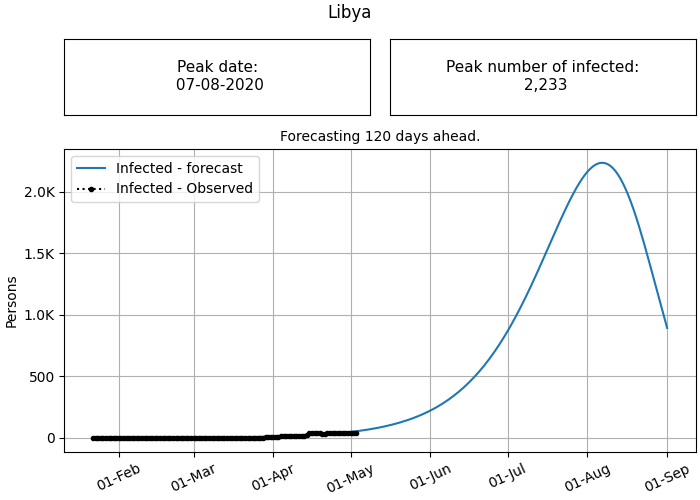 Libya
Peak date:
07-08-2020
Peak number of infected:
2,233
Forecasting 120 days ahead.
Infected - forecast
Infected - Observed
Persons
2.0K
1.5K
1.0K
500
0
01-Feb
01-Mar
01-Apr
01-May
01-Jun
01-Jul
01-Aug
01-Sep